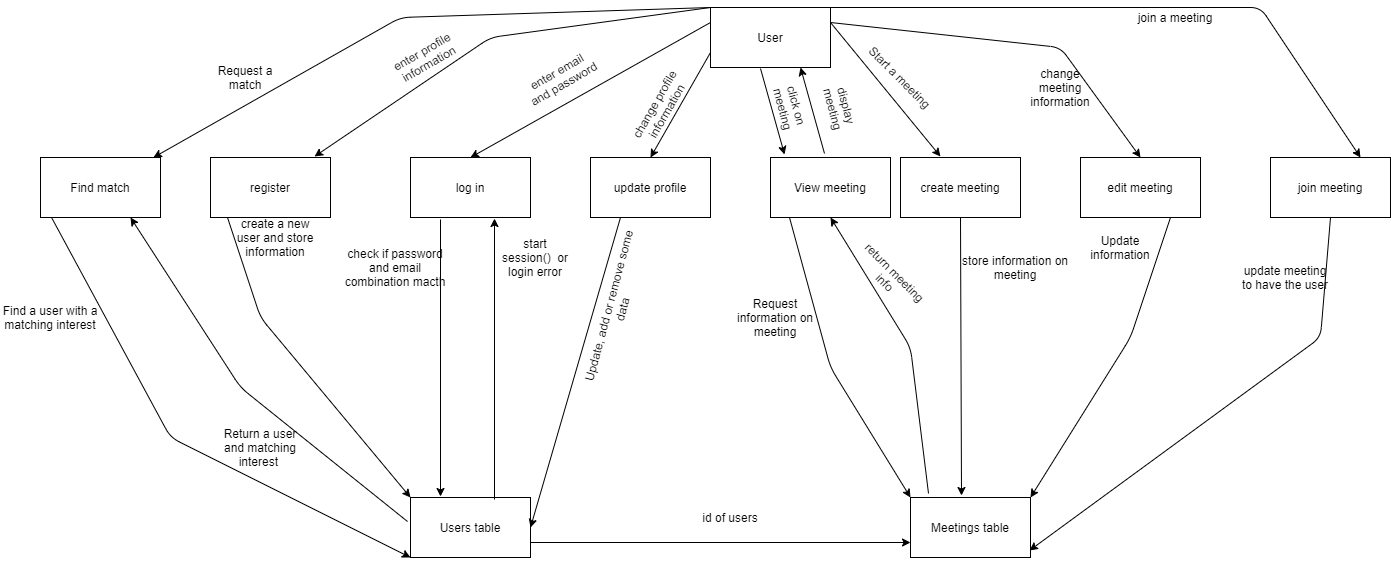 User
join a meeting
Request a
match
enter profile
information
enter email
and password
change profile
information
click on
meeting
display
meeting
Start a meeting
change
meeting
information
Find match
register
log in
update profile
View meeting
create meeting
edit meeting
join meeting
create a new
user and store
information
check if password
and email
combination macth
start
session() or
login error
Update, add or remove some
data
return meeting
info
store information on
meeting
Update
information
update meeting
to have the user
Find a user with a
matching interest
Request
information on
meeting
Return a user
and matching
interest
Users table
id of users
Meetings table